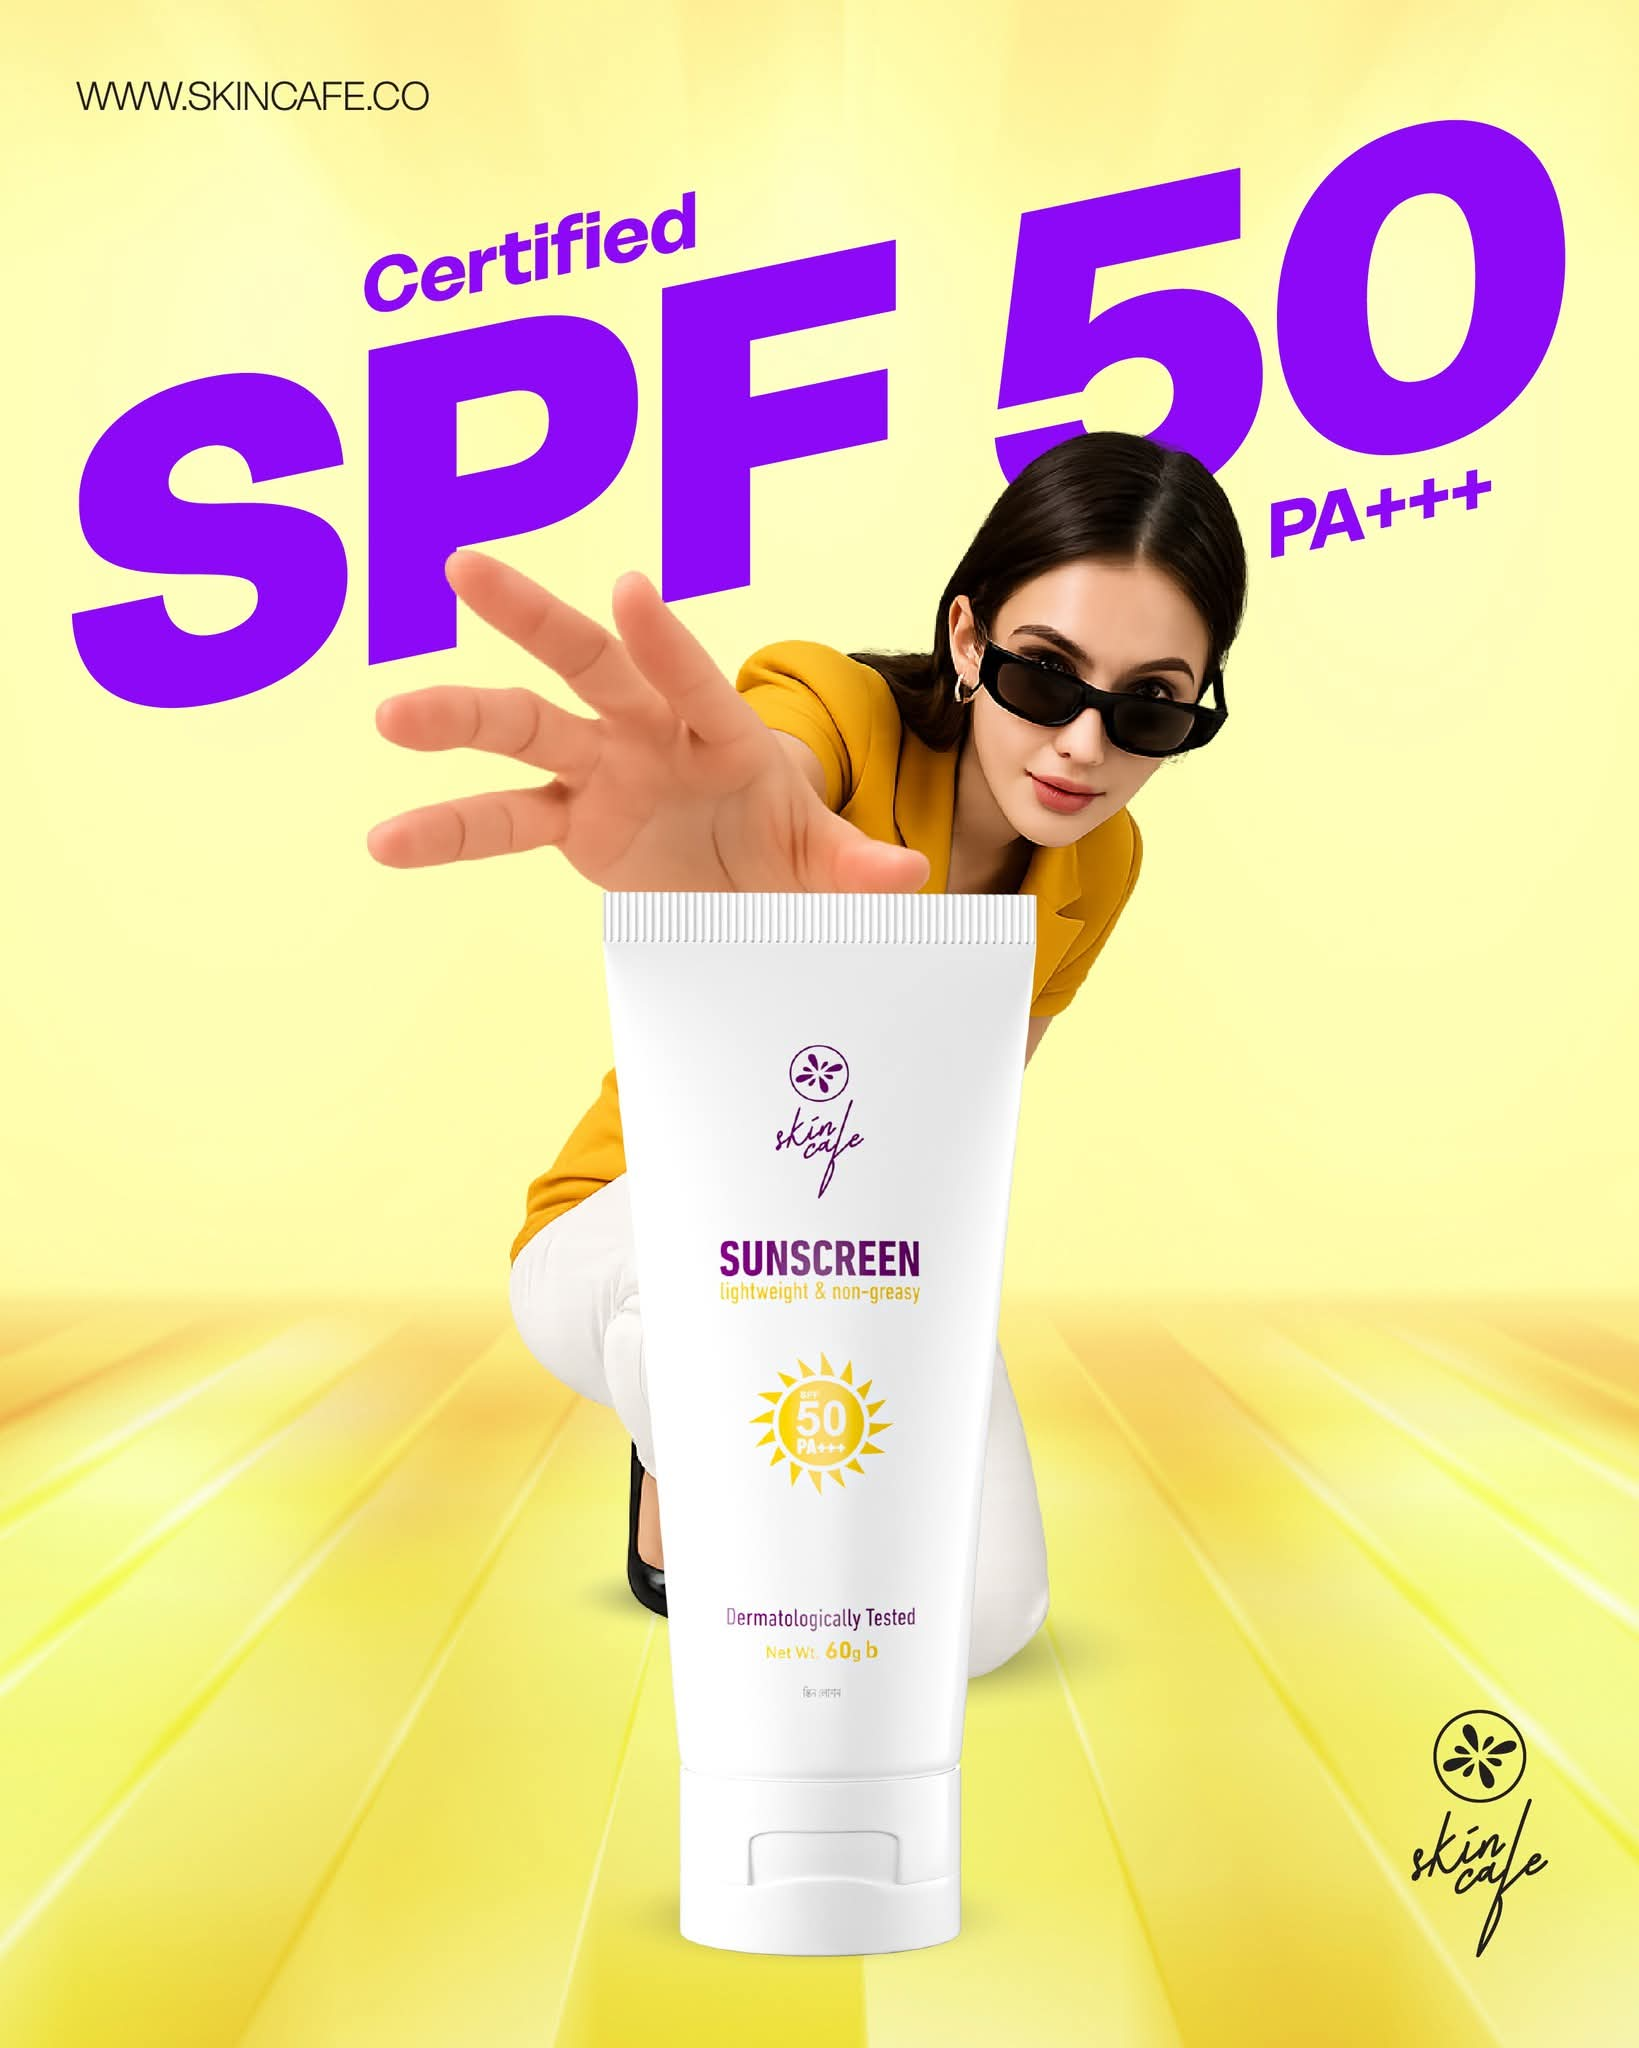 WWW.SKINCAFE.CO
Certified
SPF 50
PA+++
skin
cafe
SUNSCREEN
lightweight & non-greasy
SPF
50
PA+++
Dermatologically Tested
Net Wt. 60g b
স্কিন লোশন
skin
cafe